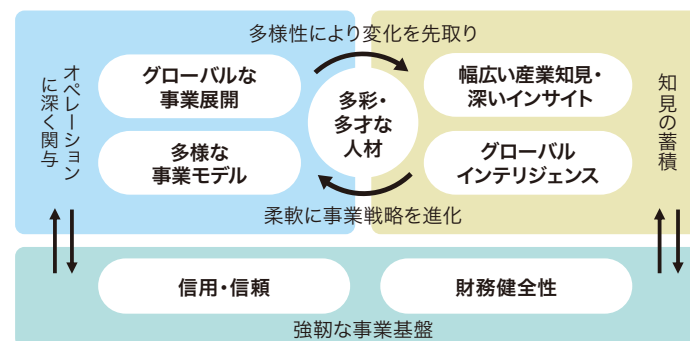 多様性により変化を先取り
オペレーション
に深く関与
グローバルな
事業展開
多様な
事業モデル
多彩・
多才な
人材
幅広い産業知見・
深いインサイト
グローバル
インテリジェンス
知見の蓄積
柔軟に事業戦略を進化
信用・信頼
財務健全性
強靭な事業基盤